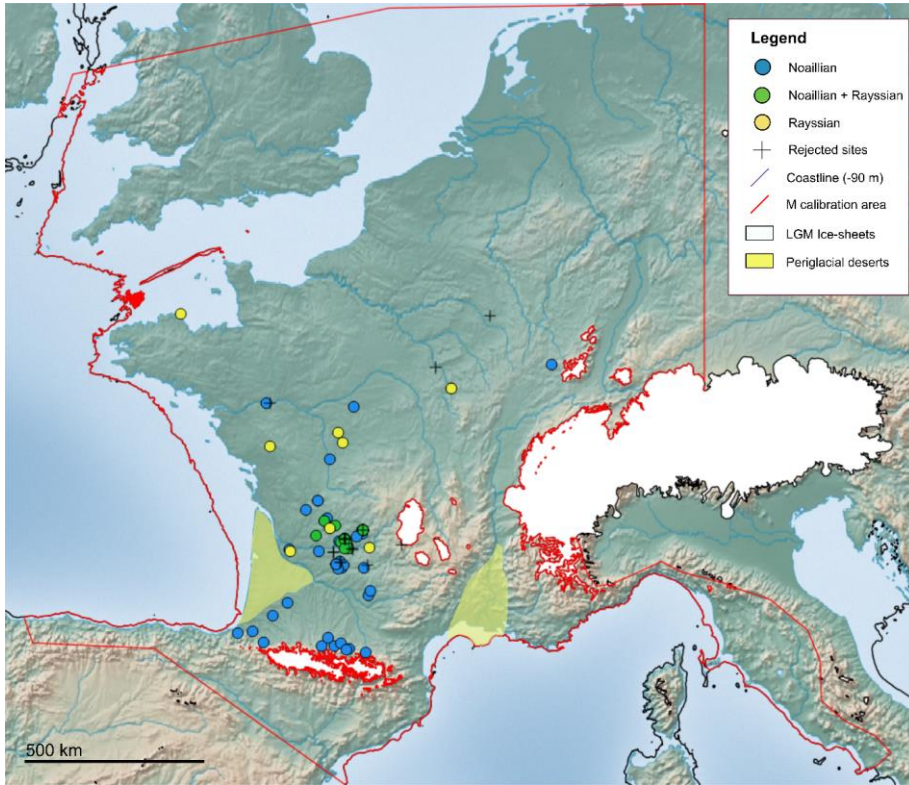 Legend
Noaillian
Noaillian + Rayssian
Rayssian
Rejected sites
Coastline (-90 m)
M calibration area
LGM Ice-sheets
Periglacial deserts
500 km